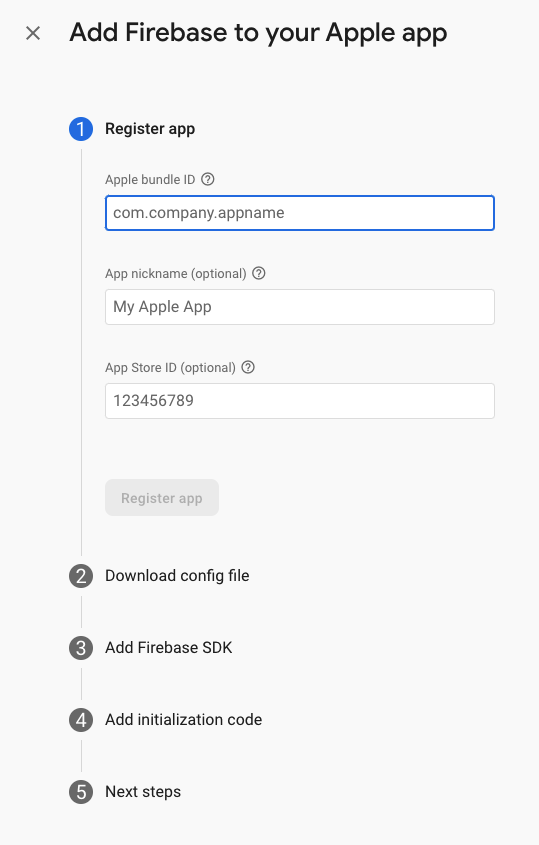 Add Firebase to your Apple app
1 Register app
Apple bundle ID
com.company.appname
App nickname (optional)
My Apple App
App Store ID (optional)
123456789
Register app
2 Download config file
3 Add Firebase SDK
4 Add initialization code
5 Next steps